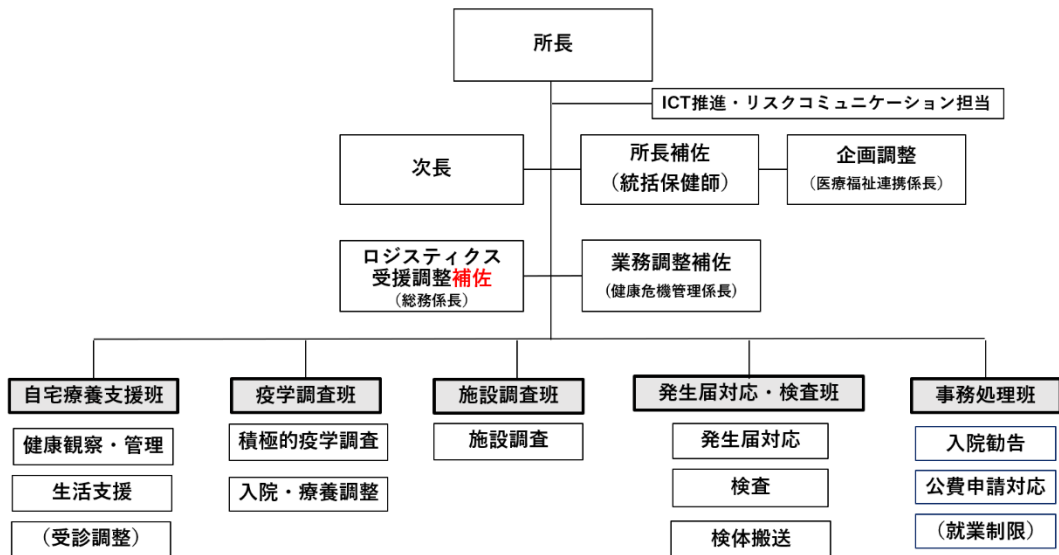 所長
ICT推進・リスクコミュニケーション担当
次長
所長補佐
（統括保健師）
企画調整
（医療福祉連携係長）
ロジスティクス
受援調整補佐
（総務係長）
業務調整補佐
(健康危機管理係長）
自宅療養支援班
疫学調査班
施設調査班
発生届対応・検査班
事務処理班
健康観察・管理
積極的疫学調査
施設調査
発生届対応
入院勧告
生活支援
入院・療養調整
検査
公費申請対応
（受診調整）
検体搬送
（就業制限）